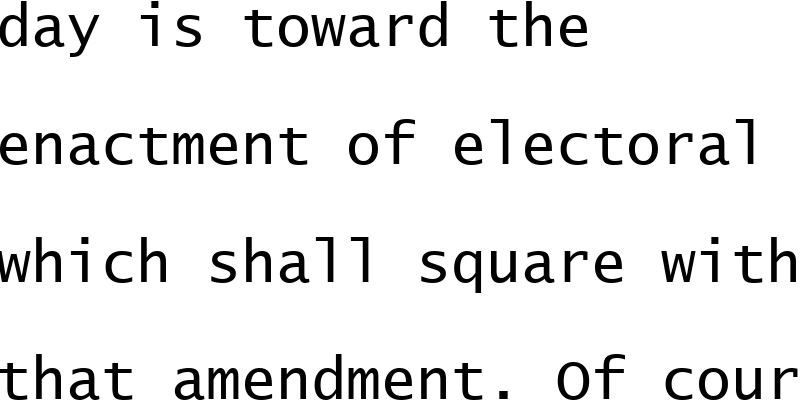 day is toward the
enactment of electoral
which shall square with
that amendment. Of cour